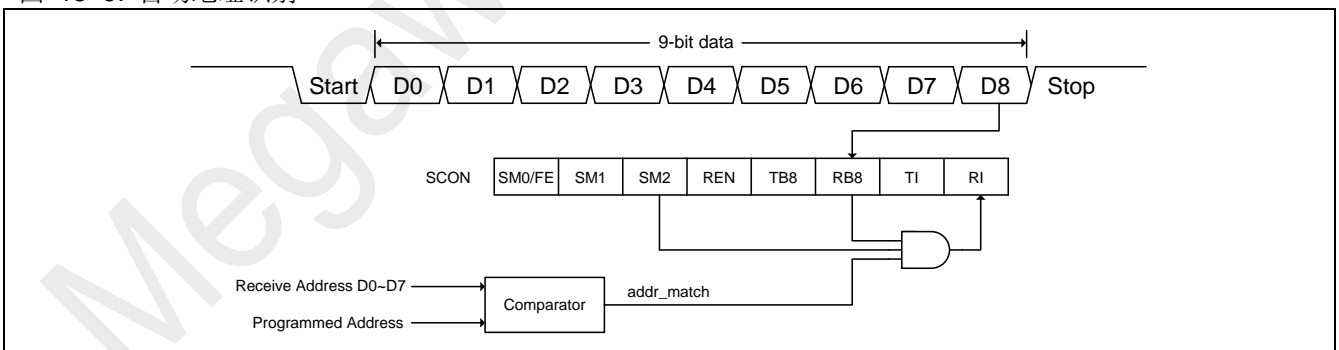 9-bit data
Start D0 D1 D2 D3 D4 D5 D6 D7 D8 Stop
SCON SM0/FE SM1 SM2 REN TB8 RB8 TI RI
Receive Address D0~D7
Programmed Address
Comparator
addr_match
Megaw